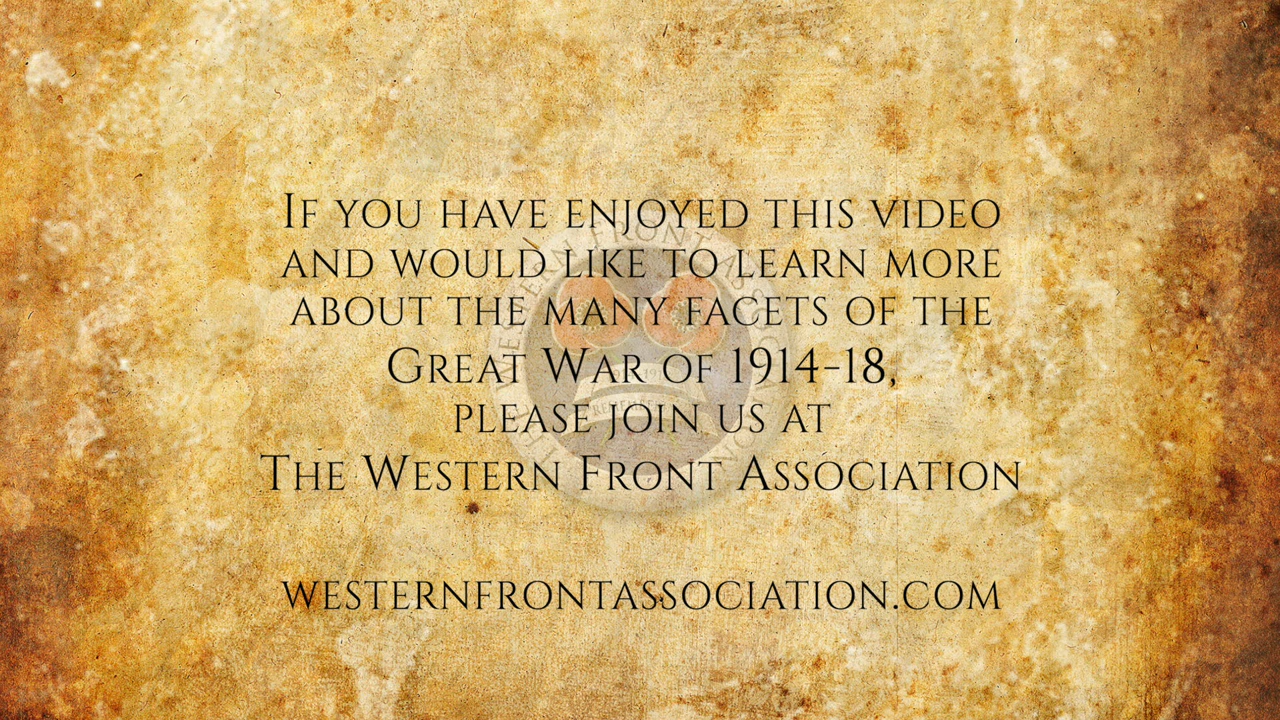 If you have enjoyed this video
and would like to learn more
about the many facets of the
Great War of 1914-18,
please join us at
The Western Front Association
westernfrontassociation.com